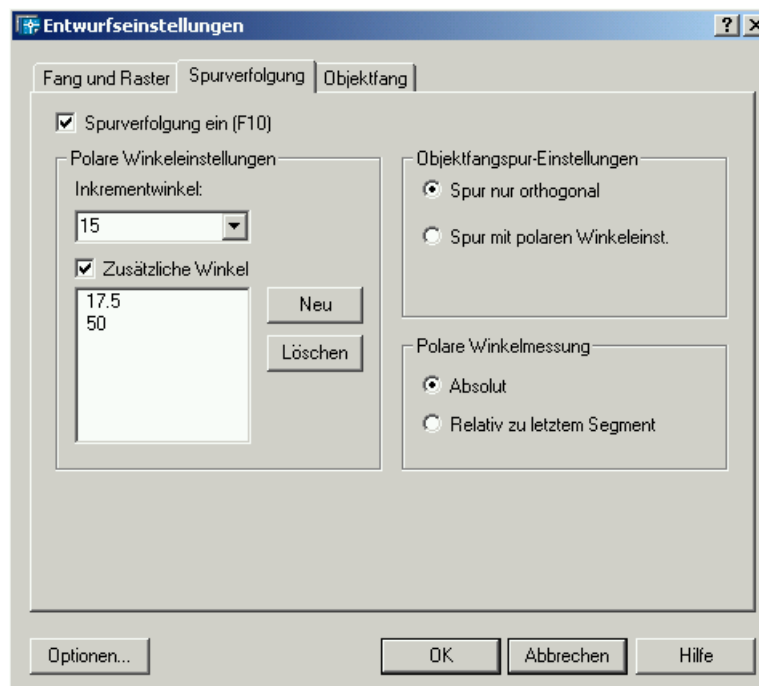 Entwurfseinstellungen
Fang und Raster
Spurverfolgung
Objektfang
Spurverfolgung ein (F10)
Polare Winkeleinstellungen
Inkrementwinkel:
15
Zusätzliche Winkel
17.5
50
Neu
Löschen
Objektfangspur-Einstellungen
Spur nur orthogonal
Spur mit polaren Winkeleinst.
Polare Winkelmessung
Absolut
Relativ zu letztem Segment
Optionen...
OK
Abbrechen
Hilfe